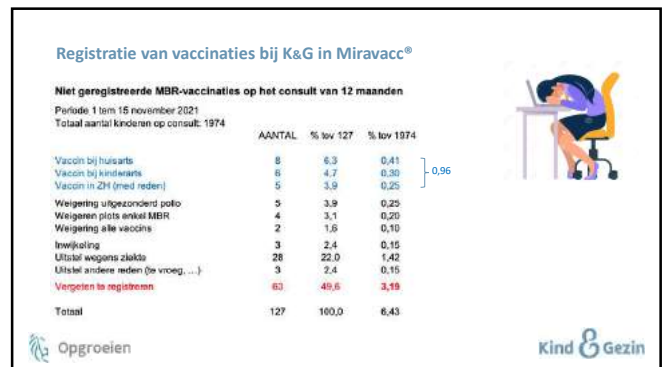 Registratie van vaccinaties bij K&G in Miravacc®
Niet geregistreerde MBR-vaccinaties op het consult van 12 maanden
Periode 1 tem 15 november 2021
Totaal aantal kinderen op consult: 1974
AANTAL % tov 127 % tov 1974
Vaccin bij huisarts 8 6,3 0,41
Vaccin bij kinderarts 6 4,7 0,30
Vaccin in ZH (med reden) 5 3,9 0,25
0,96
Weigering uitgezonderd polio 5 3,9 0,25
Weigeren plots enkel MBR 4 3,1 0,20
Weigering alle vaccins 2 1,6 0,10
Inwijkeling 3 2,4 0,15
Uitstel wegens ziekte 28 22,0 1,42
Uitstel andere reden (te vroeg, ...) 3 2,4 0,15
Vergeten te registreren 63 49,6 3,19
Totaal 127 100,0 6,43
Opgroeien
Kind & Gezin